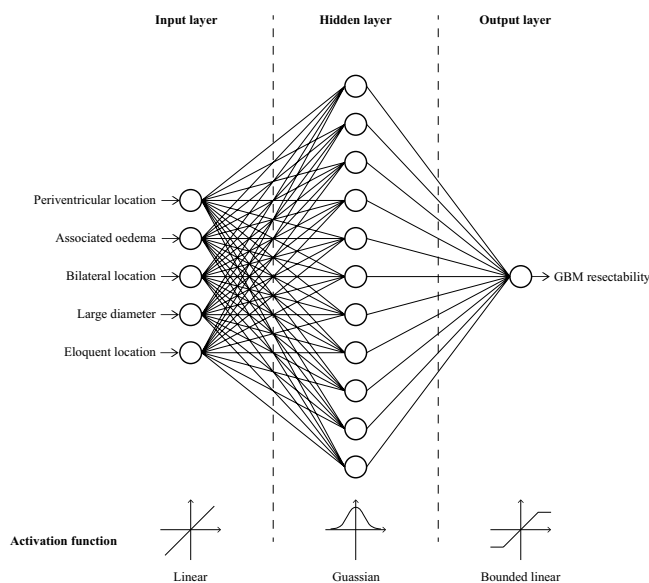 Input layer
Hidden layer
Output layer
Periventricular location
Associated oedema
Bilateral location
Large diameter
Eloquent location
GBM resectability
Activation function
Linear
Guassian
Bounded linear